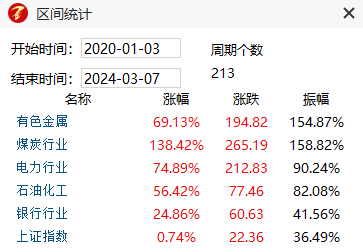 区间统计
开始时间: 2020-01-03 周期个数
结束时间: 2024-03-07 213
名称 涨幅 涨跌 振幅
有色金属 69.13% 194.82 154.87%
煤炭行业 138.42% 265.19 158.82%
电力行业 74.89% 212.83 90.24%
石油化工 56.42% 77.46 82.08%
银行行业 24.86% 60.63 41.56%
上证指数 0.74% 22.36 36.49%